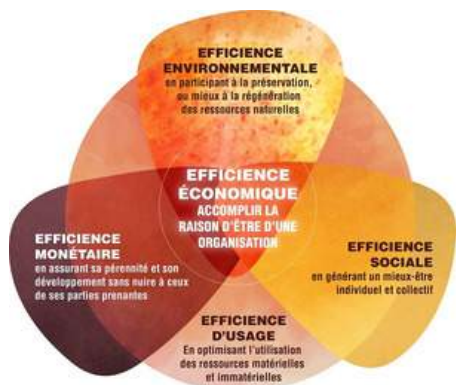 EFFICIENCE
ENVIRONNEMENTALE
en participant à la préservation,
ou mieux à la régénération
des ressources naturelles
EFFICIENCE
ÉCONOMIQUE
ACCOMPLIR LA
RAISON D'ÊTRE D'UNE
ORGANISATION
EFFICIENCE
MONÉTAIRE
en assurant sa pérennité et son
développement sans nuire à ceux
de ses parties prenantes
EFFICIENCE
SOCIALE
en générant un mieux-être
individuel et collectif
EFFICIENCE
D'USAGE
En optimisant l'utilisation
des ressources matérielles
et immatérielles